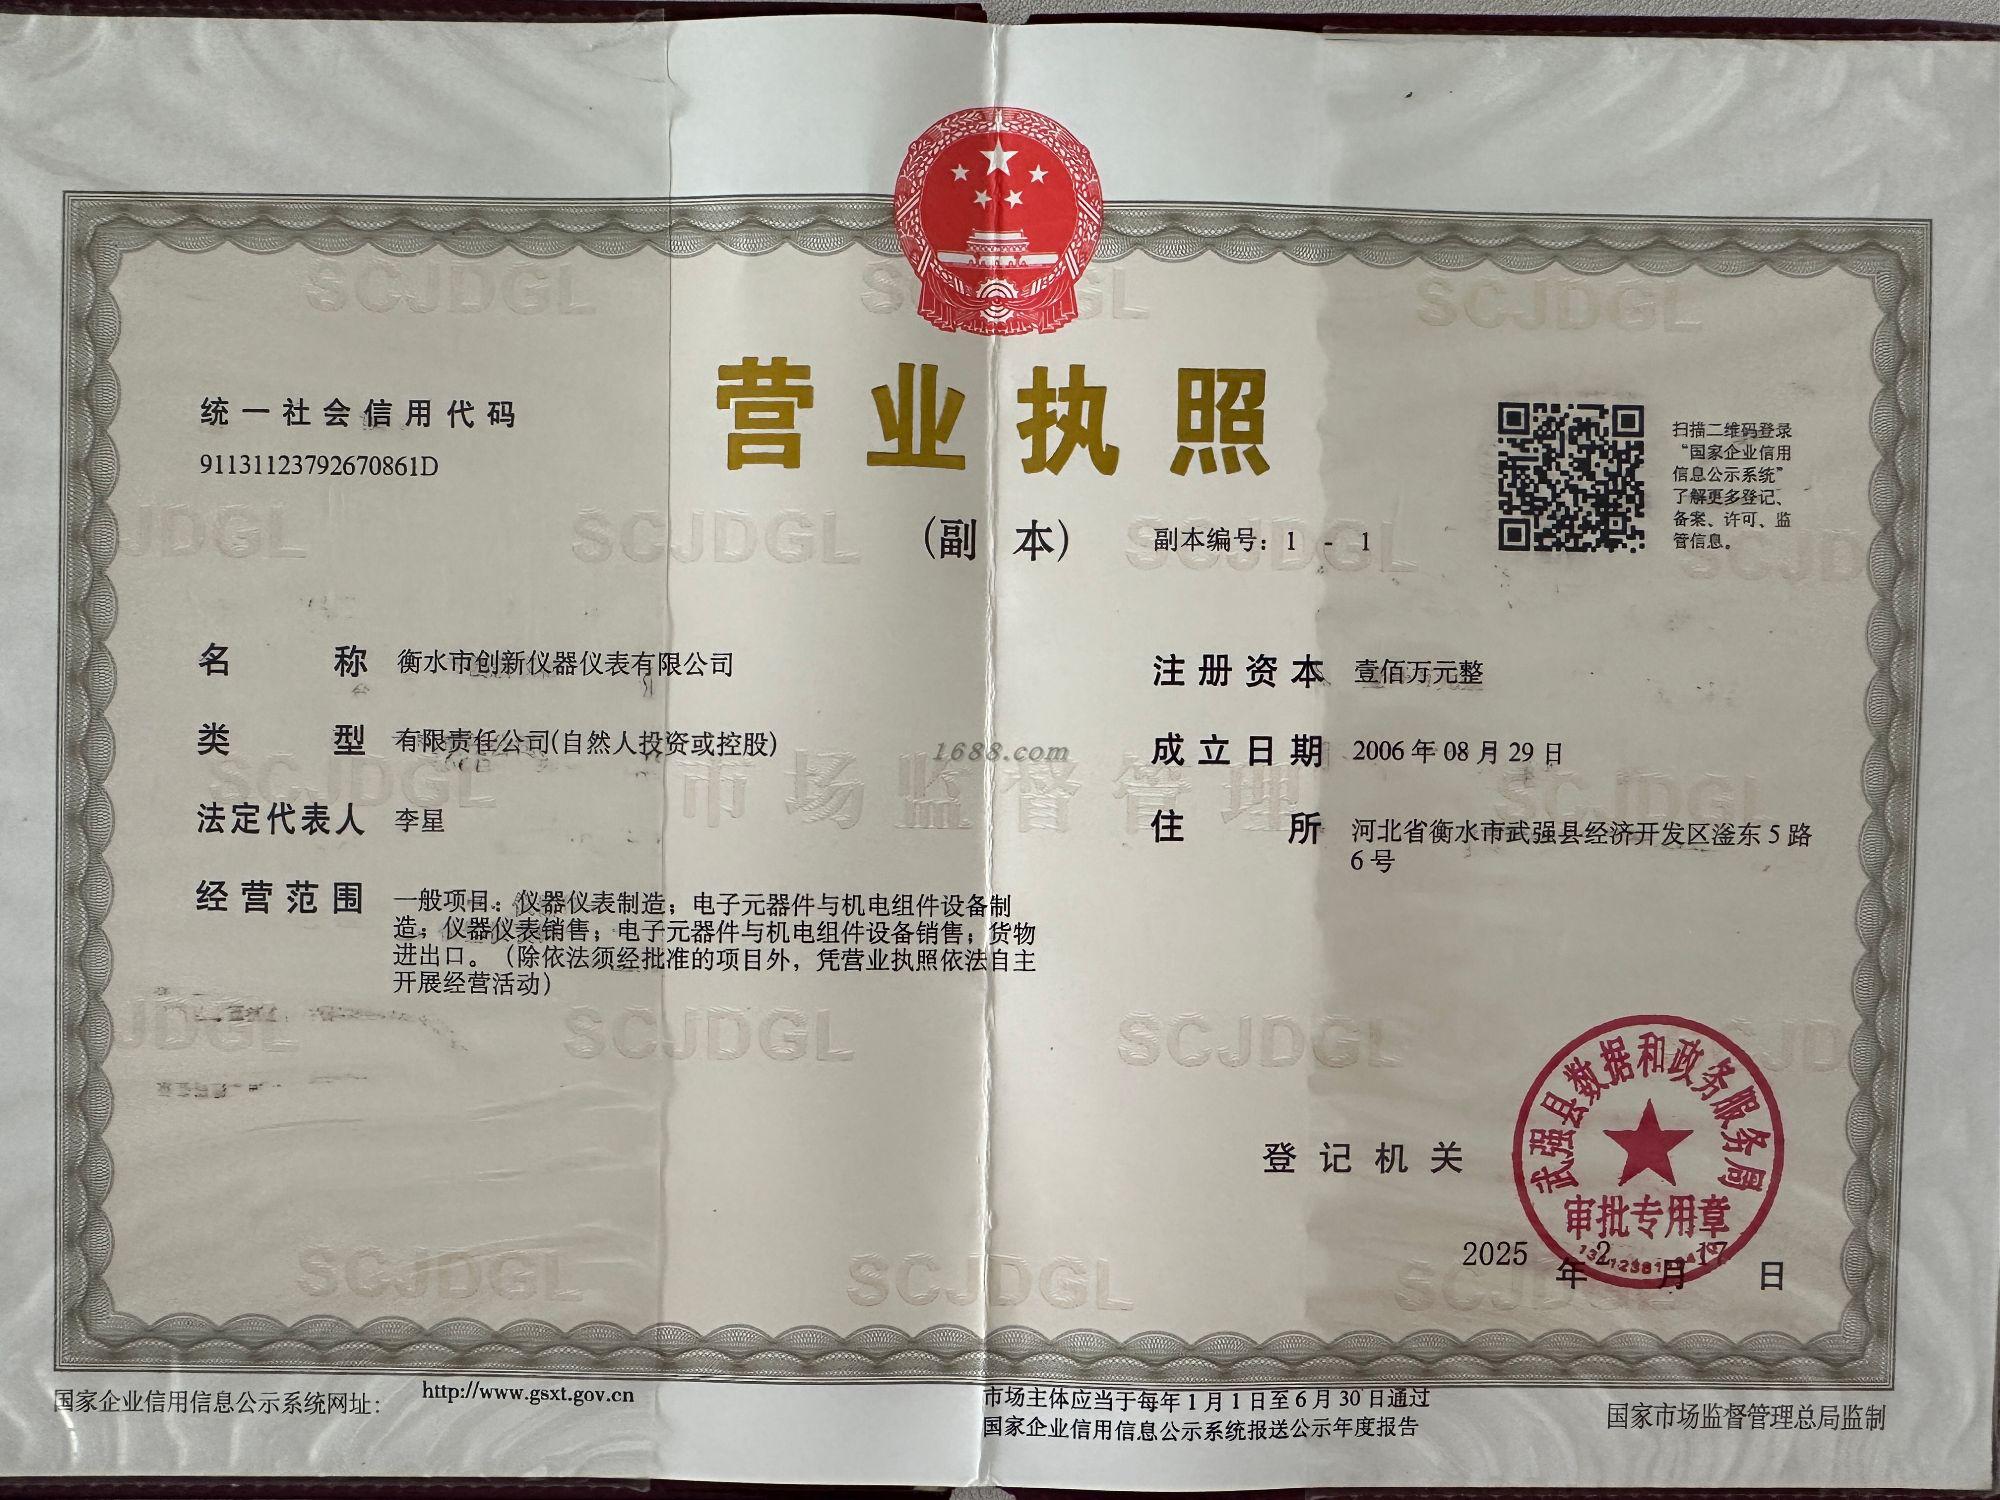 营业执照
(副 本)
副本编号：1 - 1
统一社会信用代码
91131123792670861D
扫描二维码登录
“国家企业信用
信息公示系统”
了解更多登记、
备案、许可、监
管信息。
名称 衡水市创新仪器仪表有限公司
类型 有限责任公司(自然人投资或控股)
法定代表人 李星
经营范围 一般项目：仪器仪表制造；电子元器件与机电组件设备制
造；仪器仪表销售；电子元器件与机电组件设备销售；货物
进出口。（除依法须经批准的项目外，凭营业执照依法自主
开展经营活动）
注册资本 壹佰万元整
成立日期 2006 年 08 月 29 日
住所 河北省衡水市武强县经济开发区滏东 5 路
6 号
1688.com
市场监督管理
SCJDGL
登记机关
武强县数据和政务服务局
审批专用章
2025 年 2 月 17 日
国家企业信用信息公示系统网址： http://www.gsxt.gov.cn
市场主体应当于每年 1 月 1 日至 6 月 30 日通过
国家企业信用信息公示系统报送公示年度报告
国家市场监督管理总局监制